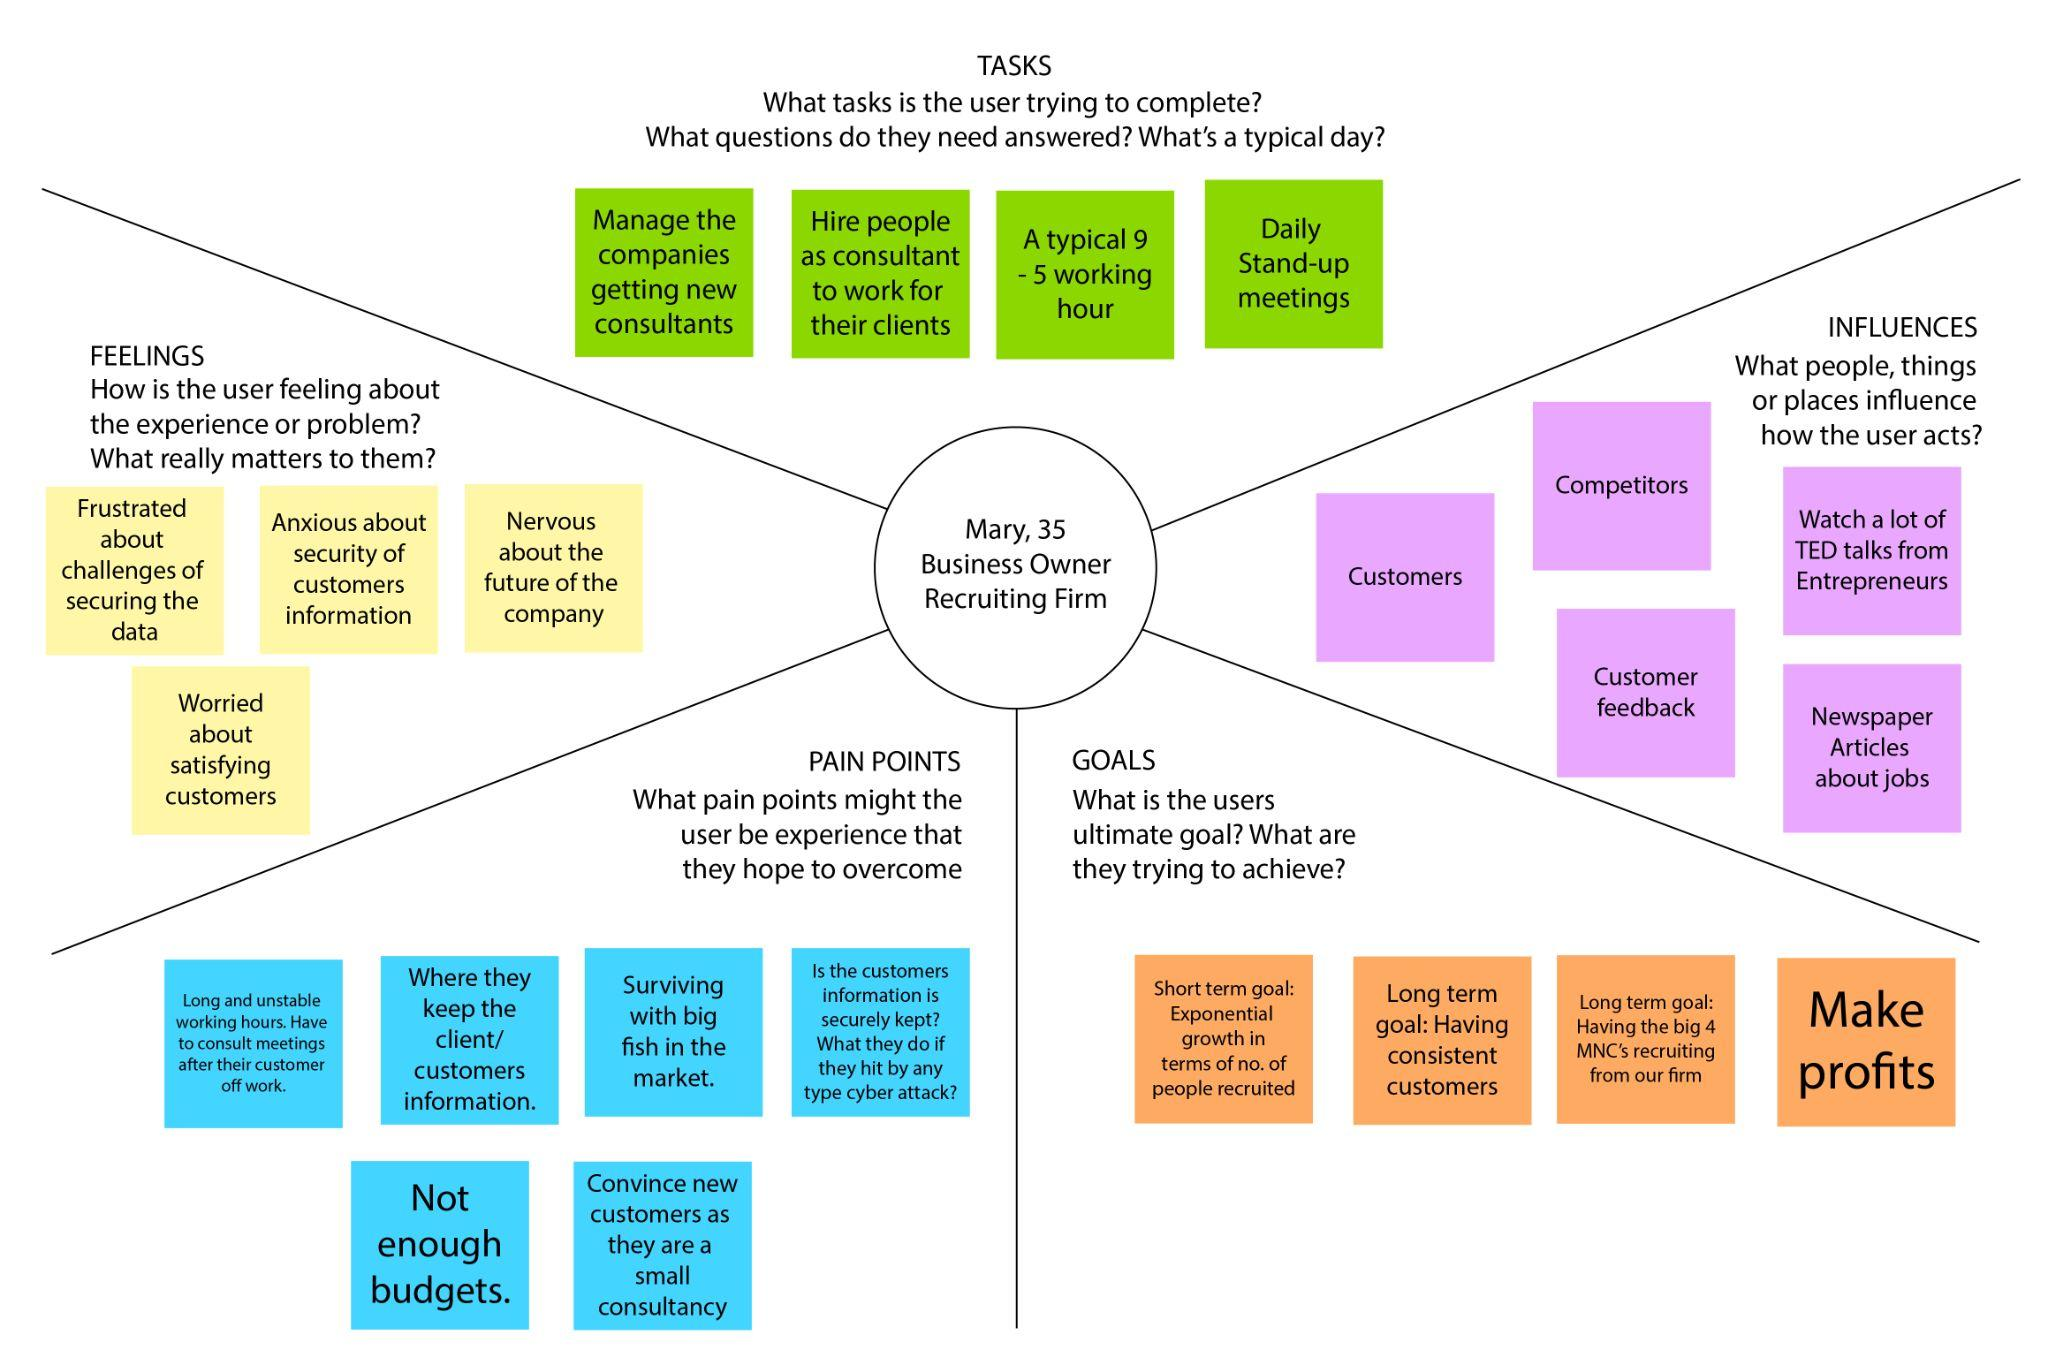 TASKS
What tasks is the user trying to complete?
What questions do they need answered? What’s a typical day?
Manage the
companies
getting new
consultants
Hire people
as consultant
to work for
their clients
A typical 9
- 5 working
hour
Daily
Stand-up
meetings
FEELINGS
How is the user feeling about
the experience or problem?
What really matters to them?
Frustrated
about
challenges of
securing the
data
Anxious about
security of
customers
information
Nervous
about the
future of the
company
Worried
about
satisfying
customers
Mary, 35
Business Owner
Recruiting Firm
INFLUENCES
What people, things
or places influence
how the user acts?
Customers
Competitors
Watch a lot of
TED talks from
Entrepreneurs
Customer
feedback
Newspaper
Articles
about jobs
PAIN POINTS
What pain points might the
user be experience that
they hope to overcome
Long and unstable
working hours. Have
to consult meetings
after their customer
off work.
Where they
keep the
client/
customers
information.
Surviving
with big
fish in the
market.
Is the customers
information is
securely kept?
What they do if
they hit by any
type cyber attack?
Not
enough
budgets.
Convince new
customers as
they are a
small
consultancy
GOALS
What is the users
ultimate goal? What are
they trying to achieve?
Short term goal:
Exponential
growth in
terms of no. of
people recruited
Long term
goal: Having
consistent
customers
Long term goal:
Having the big 4
MNC’s recruiting
from our firm
Make
profits